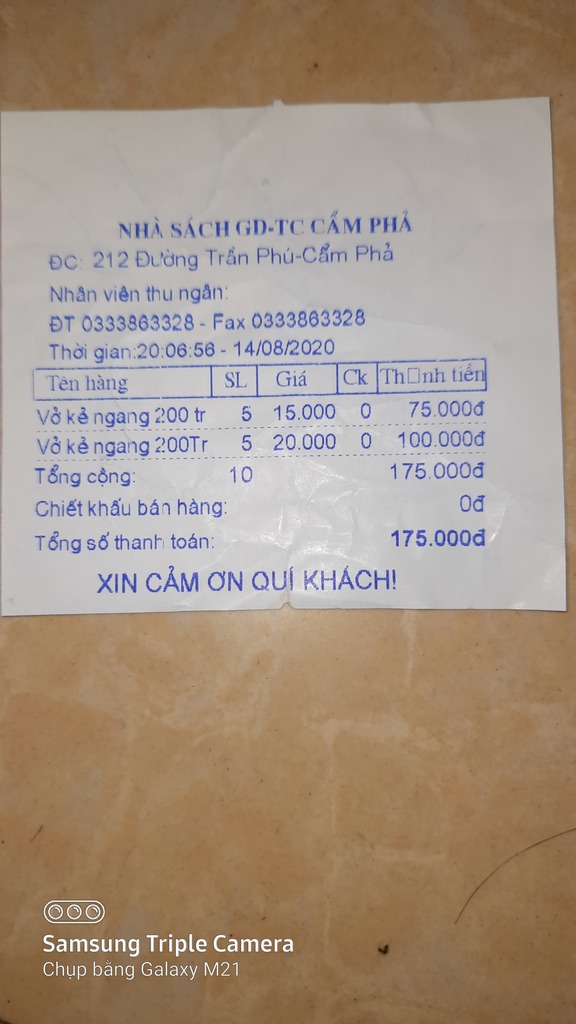 NHÀ SÁCH GD-TC CẨM PHẢ
ĐC: 212 Đường Trần Phú-Cẩm Phả
Nhân viên thu ngân:
ĐT 0333863328 - Fax 0333863328
Thời gian:20:06:56 - 14/08/2020
Tên hàng SL Giá Ck Th□nh tiền
Vở kẻ ngang 200 tr 5 15.000 0 75.000đ
Vở kẻ ngang 200Tr 5 20.000 0 100.000đ
Tổng cộng: 10 175.000đ
Chiết khấu bán hàng: 0đ
Tổng số thanh toán: 175.000đ
XIN CẢM ƠN QUÍ KHÁCH!
Samsung Triple Camera
Chụp bằng Galaxy M21